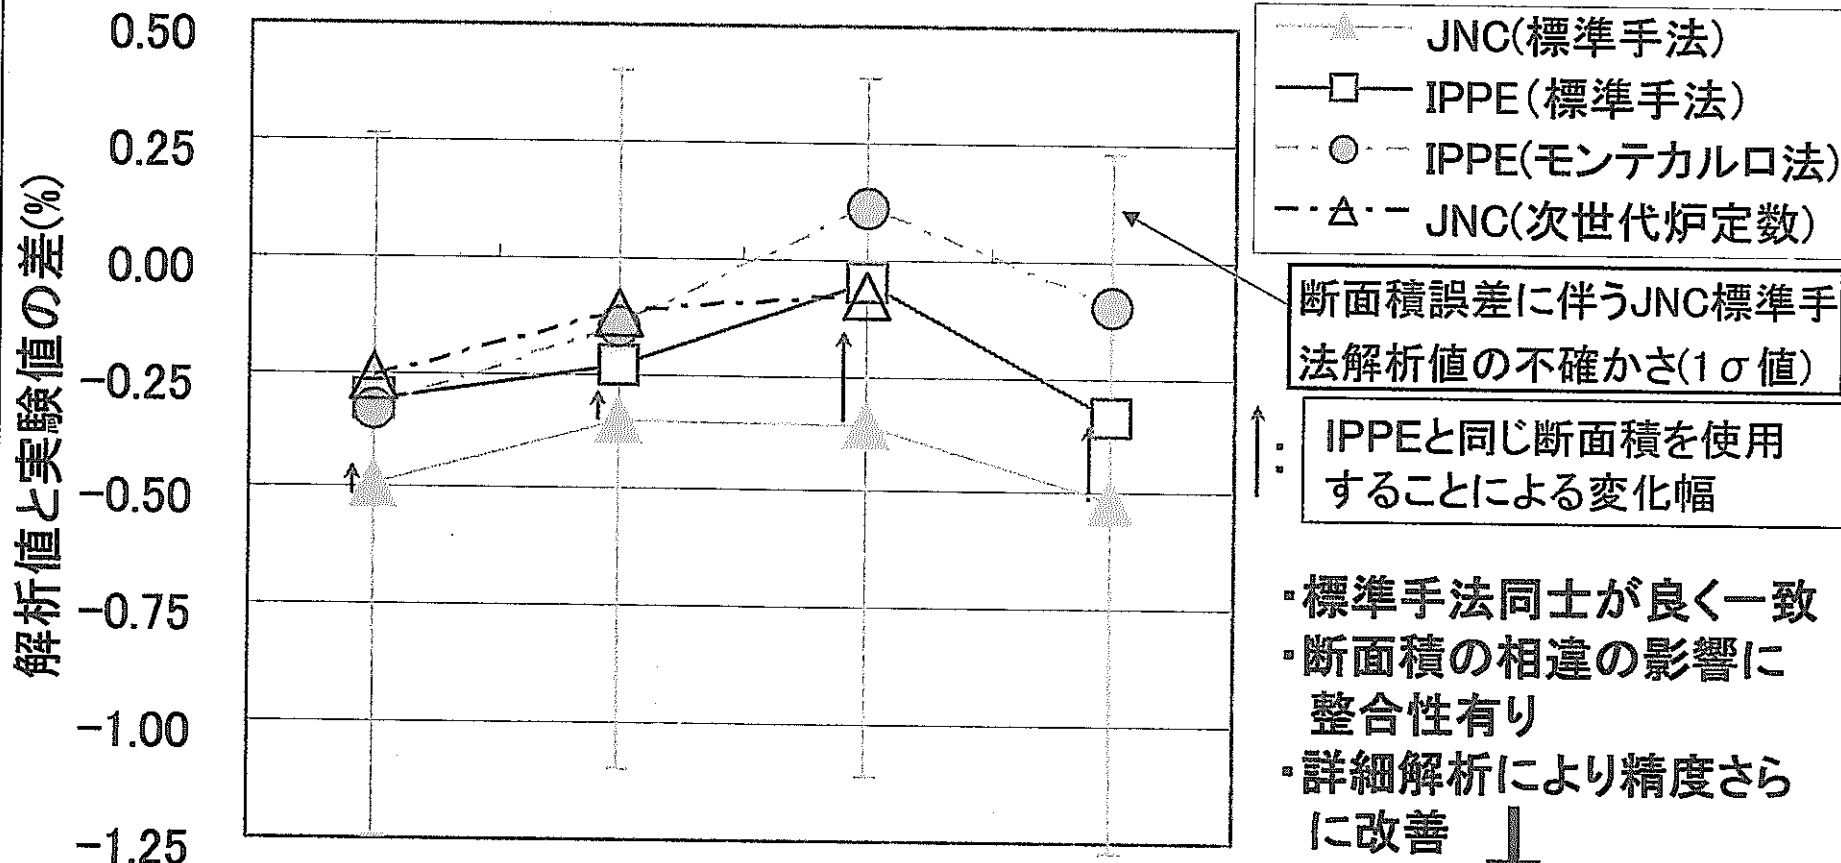 0.50
0.25
0.00
−0.25
−0.50
−0.75
−1.00
−1.25
解析値と実験値の差(%)
JNC(標準手法)
IPPE(標準手法)
IPPE(モンテカルロ法)
JNC(次世代炉定数)
断面積誤差に伴うJNC標準手
法解析値の不確かさ(1σ値)
: IPPEと同じ断面積を使用
することによる変化幅
・標準手法同士が良く一致
・断面積の相違の影響に
整合性有り
・詳細解析により精度さら
に改善